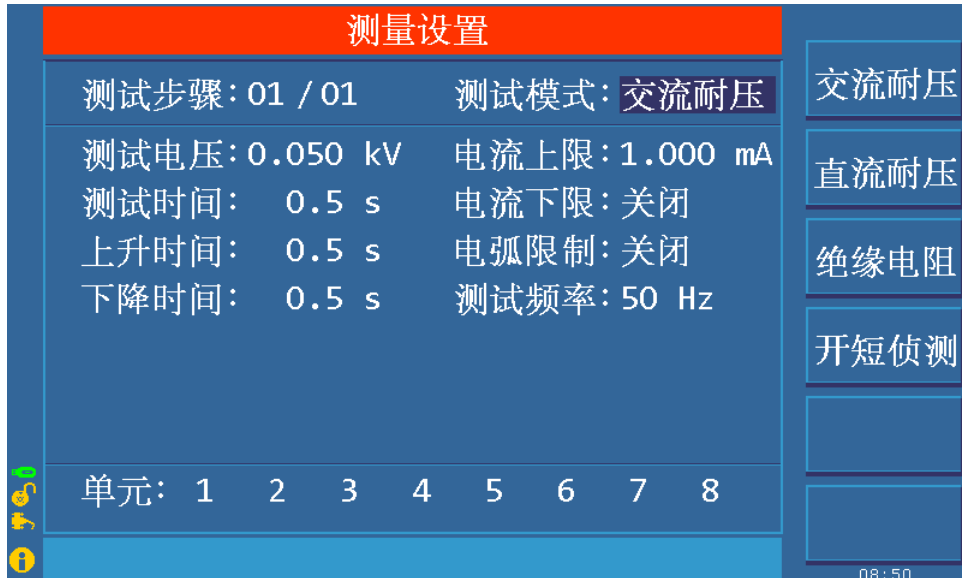 测量设置
测试步骤：01 / 01 测试模式：交流耐压
测试电压：0.050 kV 电流上限：1.000 mA
测试时间： 0.5 s 电流下限：关闭
上升时间： 0.5 s 电弧限制：关闭
下降时间： 0.5 s 测试频率：50 Hz
单元： 1 2 3 4 5 6 7 8
交流耐压
直流耐压
绝缘电阻
开短侦测
08:50